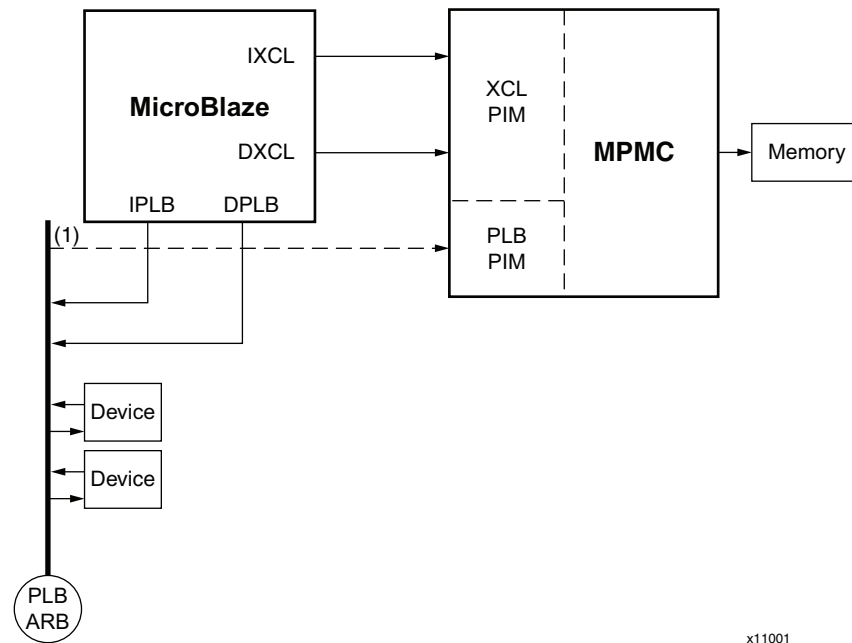 IXCL
MicroBlaze
DXCL
IPLB DPLB
XCL
PIM
MPMC
Memory
(1)
PLB
PIM
Device
Device
PLB
ARB
x11001